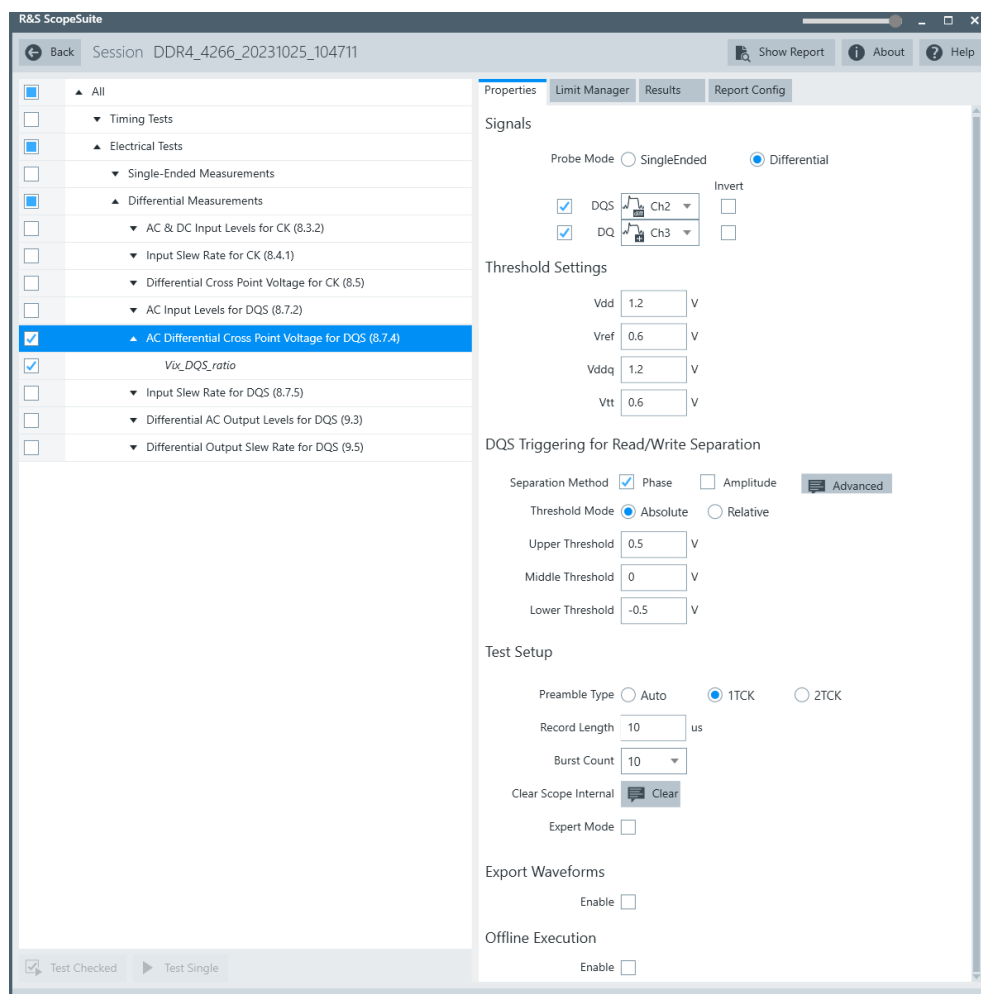 R&S ScopeSuite
Back Session DDR4_4266_20231025_104711 Show Report About Help
All
Timing Tests
Electrical Tests
Single-Ended Measurements
Differential Measurements
AC & DC Input Levels for CK (8.3.2)
Input Slew Rate for CK (8.4.1)
Differential Cross Point Voltage for CK (8.5)
AC Input Levels for DQS (8.7.2)
AC Differential Cross Point Voltage for DQS (8.7.4)
Vix_DQS_ratio
Input Slew Rate for DQS (8.7.5)
Differential AC Output Levels for DQS (9.3)
Differential Output Slew Rate for DQS (9.5)
Test Checked Test Single
Properties Limit Manager Results Report Config
Signals
Probe Mode SingleEnded Differential
Invert
DQS Ch2
DQ Ch3
Threshold Settings
Vdd 1.2 V
Vref 0.6 V
Vddq 1.2 V
Vtt 0.6 V
DQS Triggering for Read/Write Separation
Separation Method Phase Amplitude Advanced
Threshold Mode Absolute Relative
Upper Threshold 0.5 V
Middle Threshold 0 V
Lower Threshold -0.5 V
Test Setup
Preamble Type Auto 1TCK 2TCK
Record Length 10 us
Burst Count 10
Clear Scope Internal Clear
Expert Mode
Export Waveforms
Enable
Offline Execution
Enable